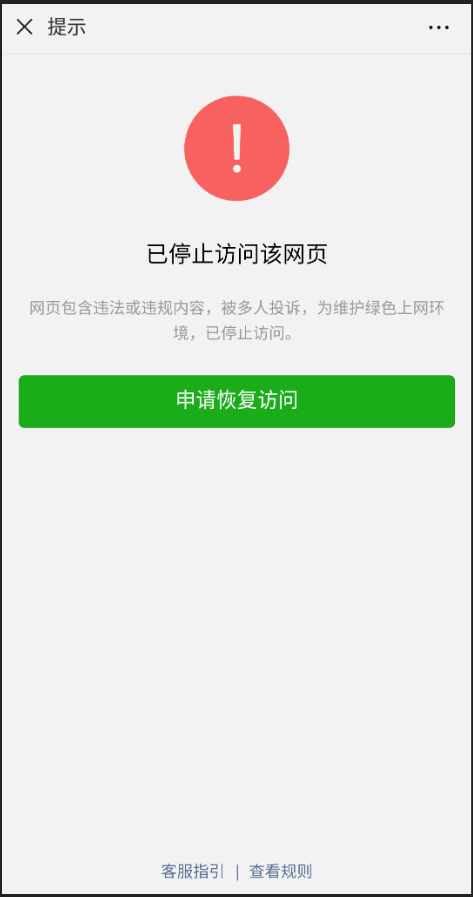 提示
已停止访问该网页
网页包含违法或违规内容，被多人投诉，为维护绿色上网环
境，已停止访问。
申请恢复访问
客服指引 | 查看规则